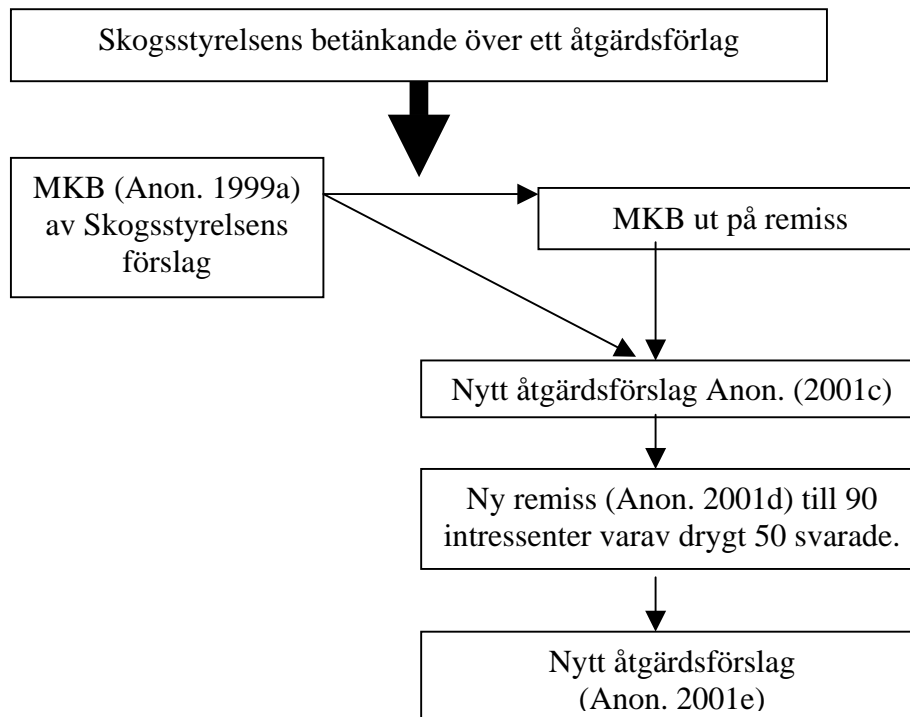 Skogsstyrelsens betänkande över ett åtgärdsförlag
MKB (Anon. 1999a)
av Skogsstyrelsens
förslag
MKB ut på remiss
Nytt åtgärdsförslag Anon. (2001c)
Ny remiss (Anon. 2001d) till 90
intressenter varav drygt 50 svarade.
Nytt åtgärdsförslag
(Anon. 2001e)